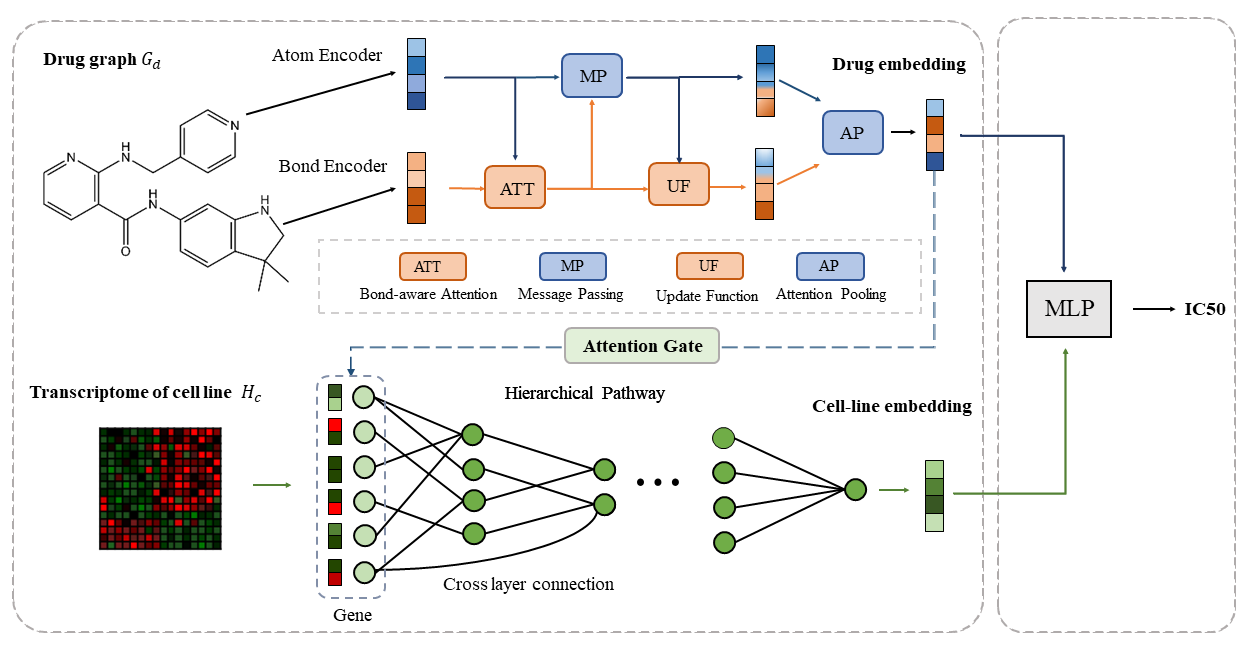 Drug graph G_d
Atom Encoder
Bond Encoder
N
N
H
N
N
H
H
N
O
MP
ATT
UF
AP
Drug embedding
ATT
MP
UF
AP
Bond-aware Attention
Message Passing
Update Function
Attention Pooling
MLP
IC50
Attention Gate
Transcriptome of cell line H_c
Hierarchical Pathway
Cell-line embedding
Cross layer connection
Gene